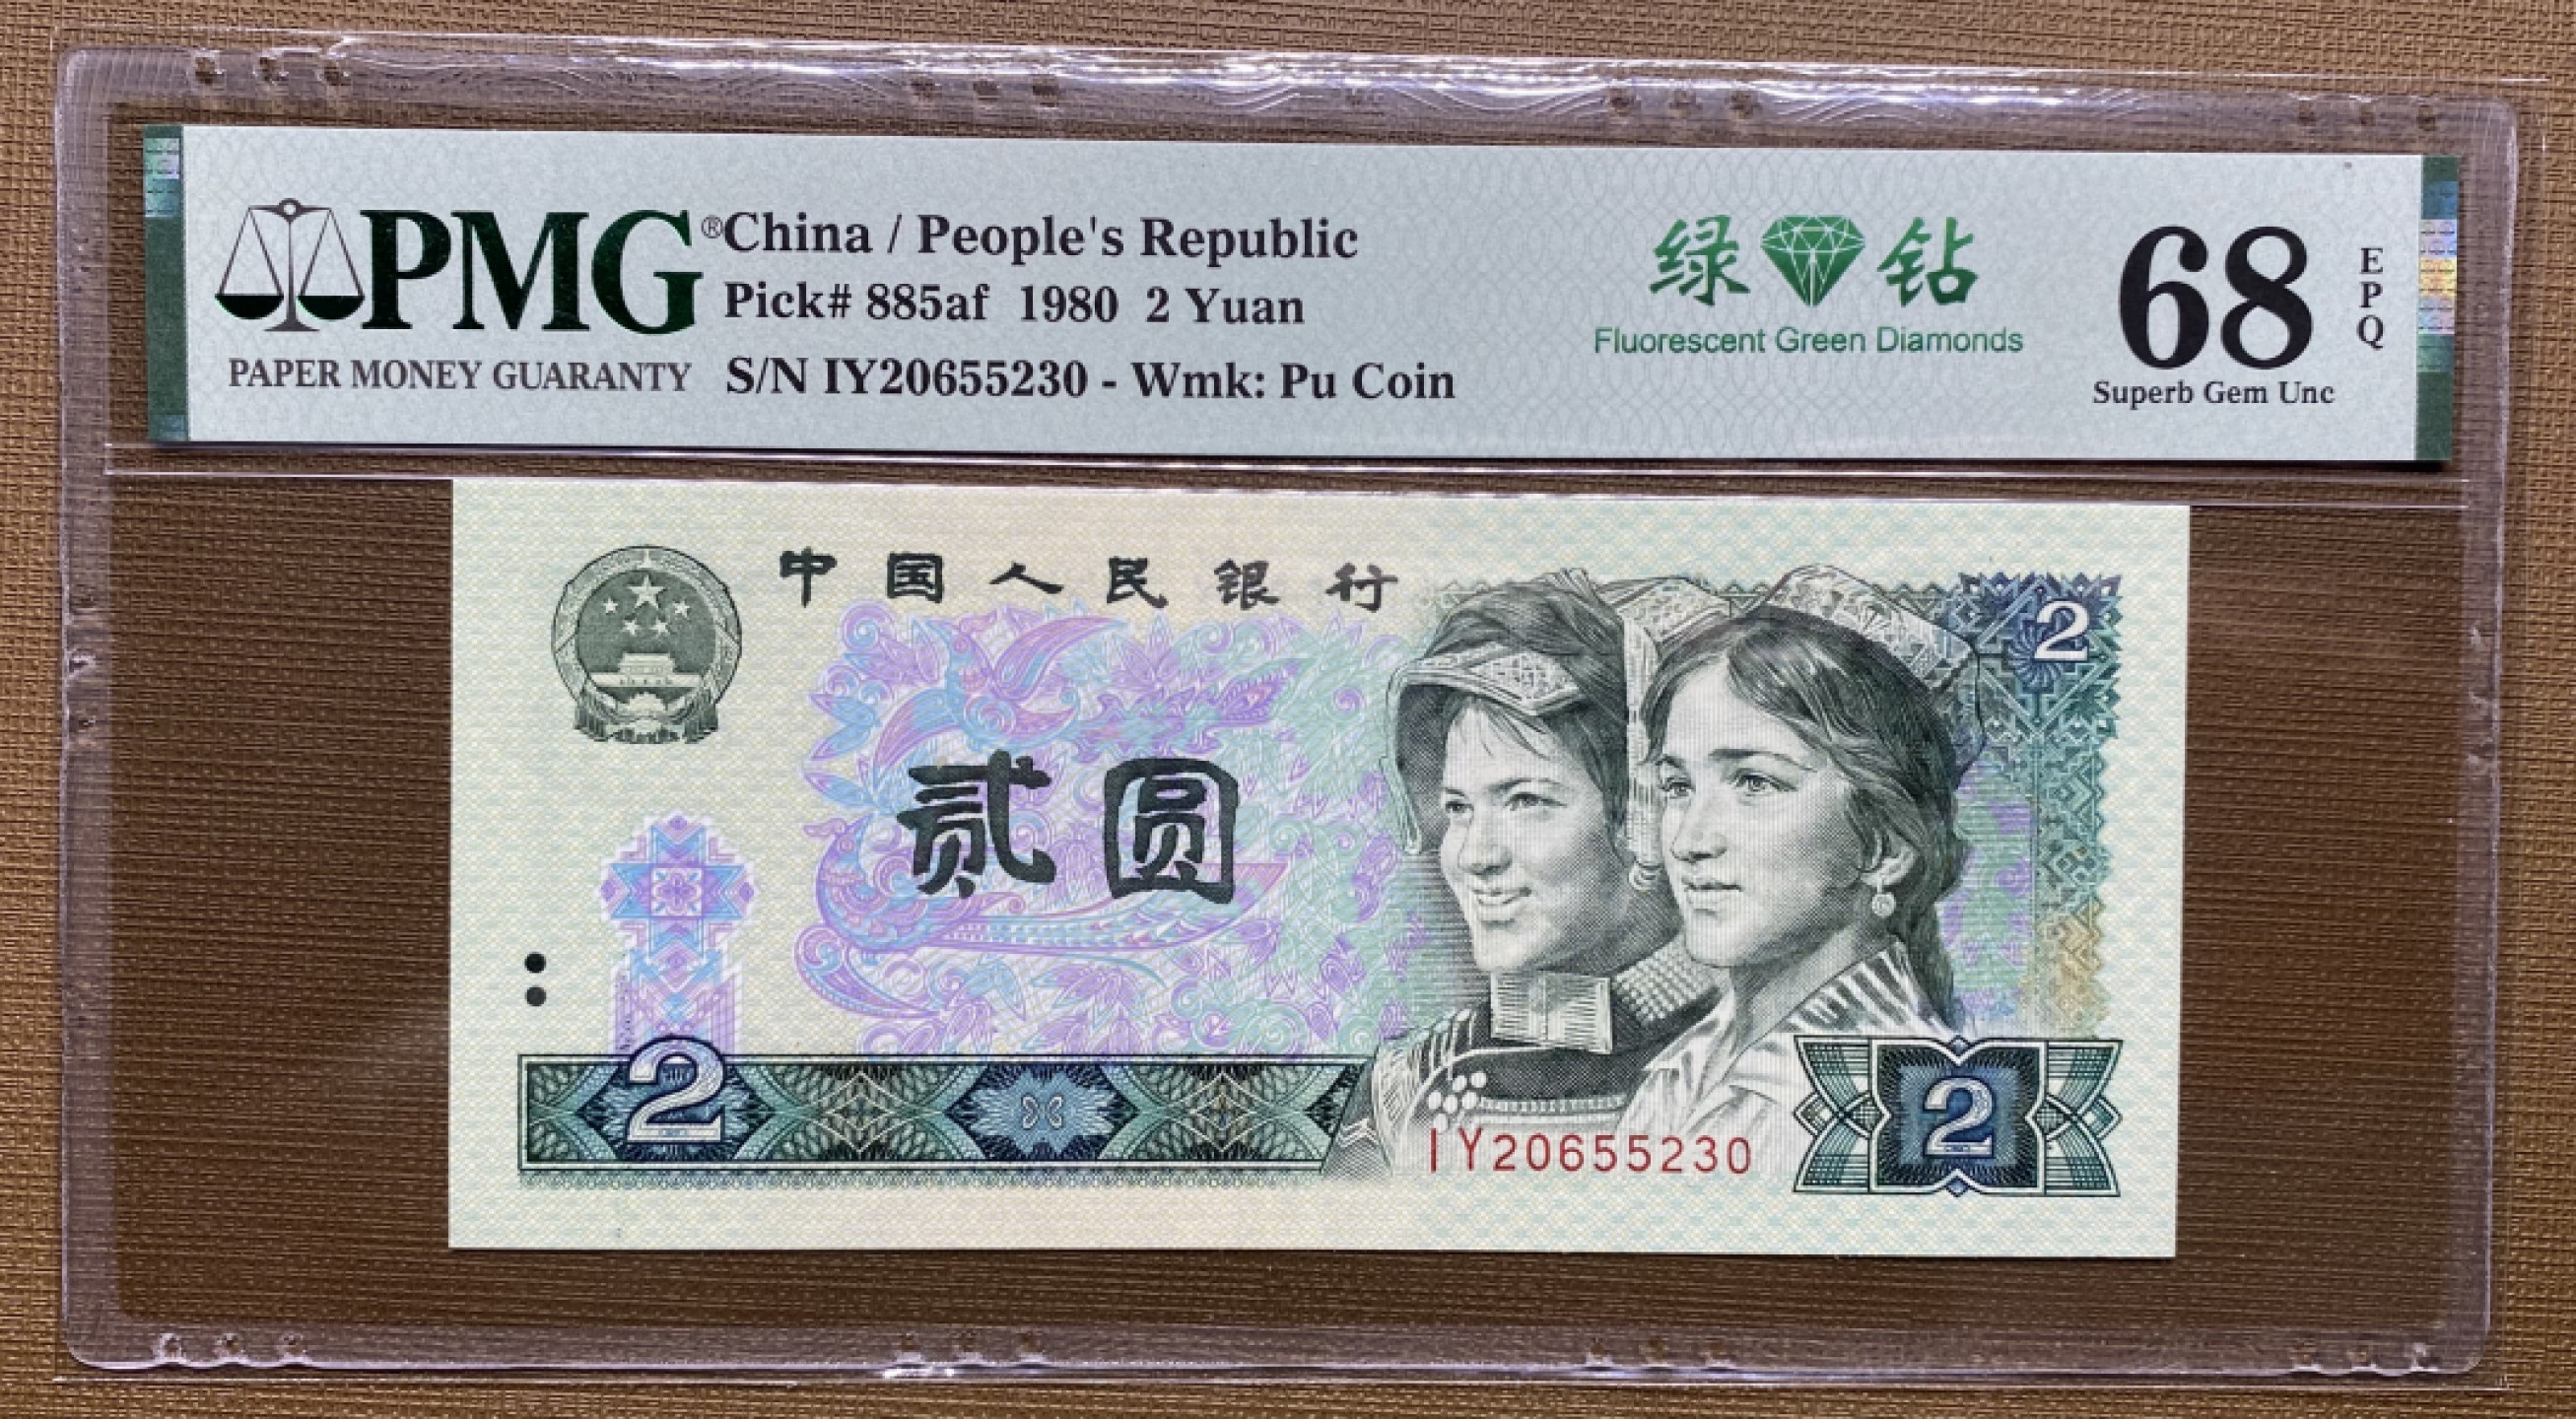 PMG®
PAPER MONEY GUARANTY
China / People's Republic
Pick# 885af 1980 2 Yuan
S/N IY20655230 - Wmk: Pu Coin
绿 钻
Fluorescent Green Diamonds
68
EPQ
Superb Gem Unc
中国人民银行
2
贰圆
2
2
IY20655230